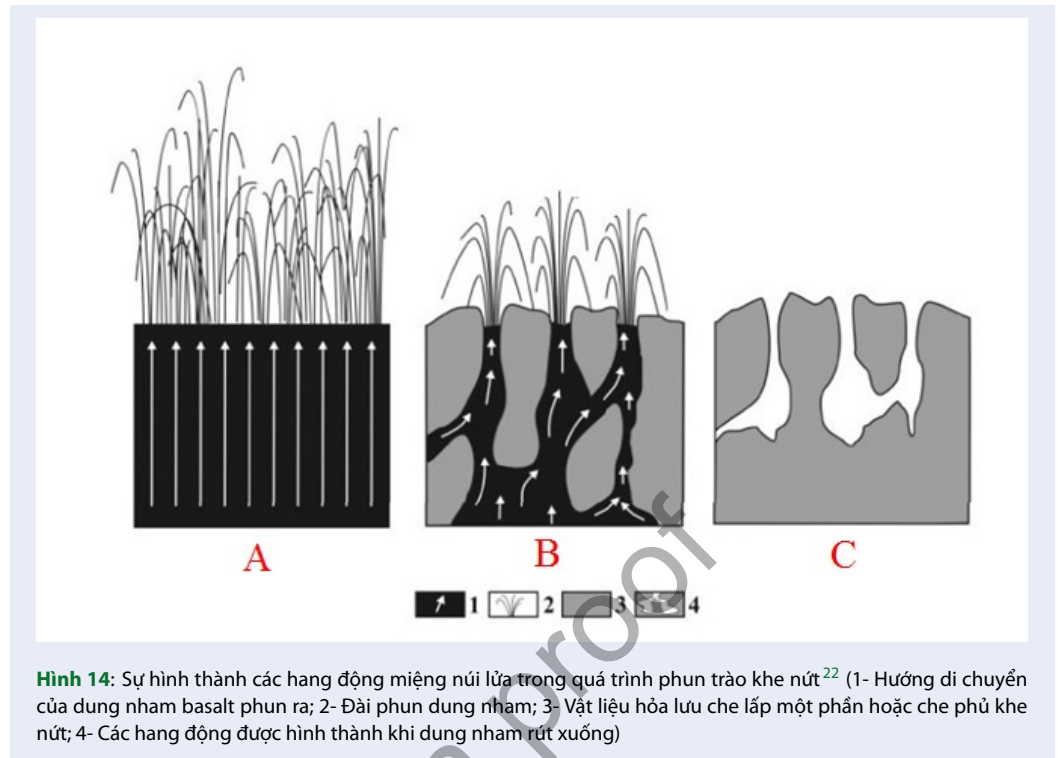 A
B
C
1
2
3
4
proof
Hình 14: Sự hình thành các hang động miệng núi lửa trong quá trình phun trào khe nứt 22 (1- Hướng di chuyển
của dung nham basalt phun ra; 2- Đài phun dung nham; 3- Vật liệu hỏa lưu che lấp một phần hoặc che phủ khe
nứt; 4- Các hang động được hình thành khi dung nham rút xuống)